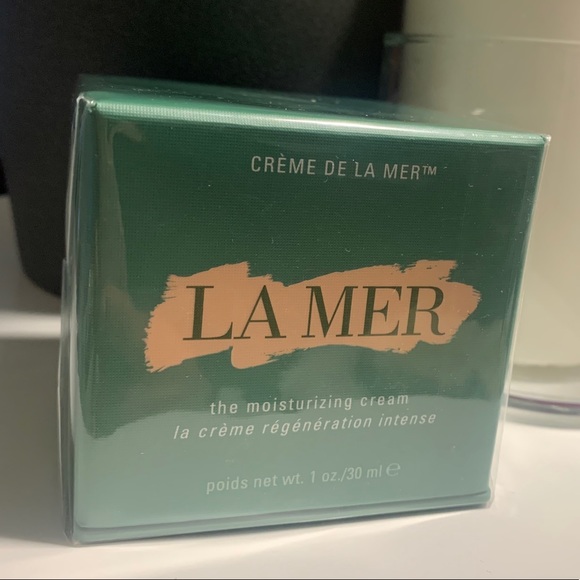 CRÈME DE LA MER™
LA MER
the moisturizing cream
la crème régénération intense
poids net wt. 1 oz./30 ml ℮